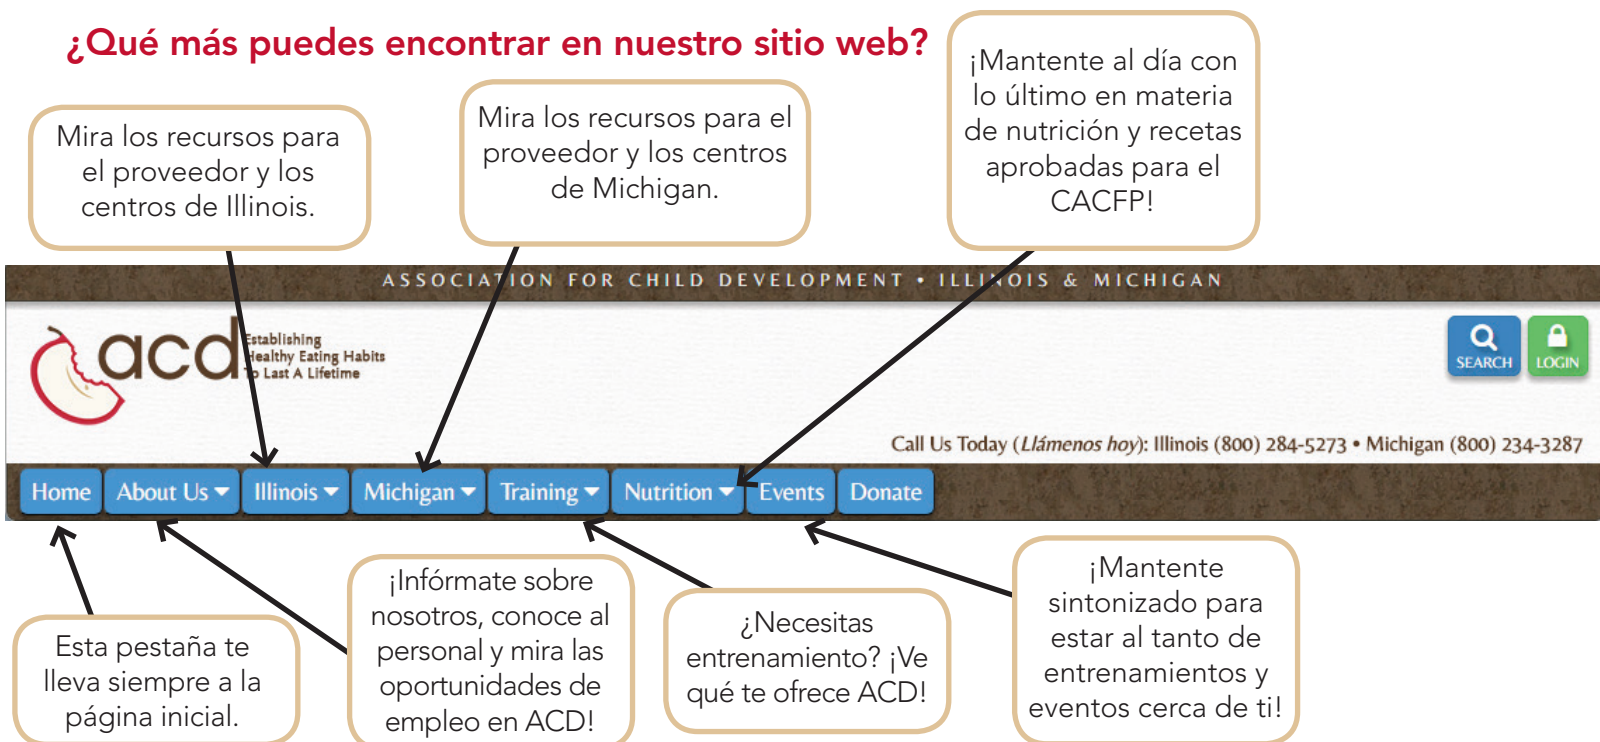 ¿Qué más puedes encontrar en nuestro sitio web?
Mira los recursos para
el proveedor y los
centros de Illinois.
Mira los recursos para el
proveedor y los centros
de Michigan.
¡Mantente al día con
lo último en materia
de nutrición y recetas
aprobadas para el
CACFP!
ASSOCIATION FOR CHILD DEVELOPMENT • ILLINOIS & MICHIGAN
acd
Establishing
Healthy Eating Habits
To Last A Lifetime
SEARCH
LOGIN
Call Us Today (Llámenos hoy): Illinois (800) 284-5273 • Michigan (800) 234-3287
Home About Us Illinois Michigan Training Nutrition Events Donate
Esta pestaña te
lleva siempre a la
página inicial.
¡Infórmate sobre
nosotros, conoce al
personal y mira las
oportunidades de
empleo en ACD!
¿Necesitas
entrenamiento? ¡Ve
qué te ofrece ACD!
¡Mantente
sintonizado para
estar al tanto de
entrenamientos y
eventos cerca de ti!